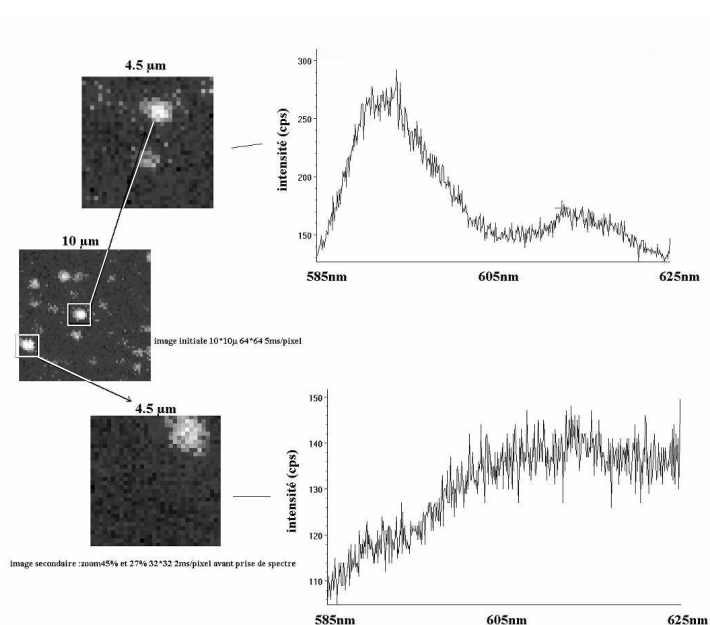 4.5 µm
300
250
200
150
intensité (cps)
585nm 605nm 625nm
10 µm
image initiale 10*10µ 64*64 5ms/pixel
4.5 µm
150
140
130
120
110
intensité (cps)
image secondaire :zoom45% et 27% 32*32 2ms/pixel avant prise de spectre
585nm 605nm 625nm